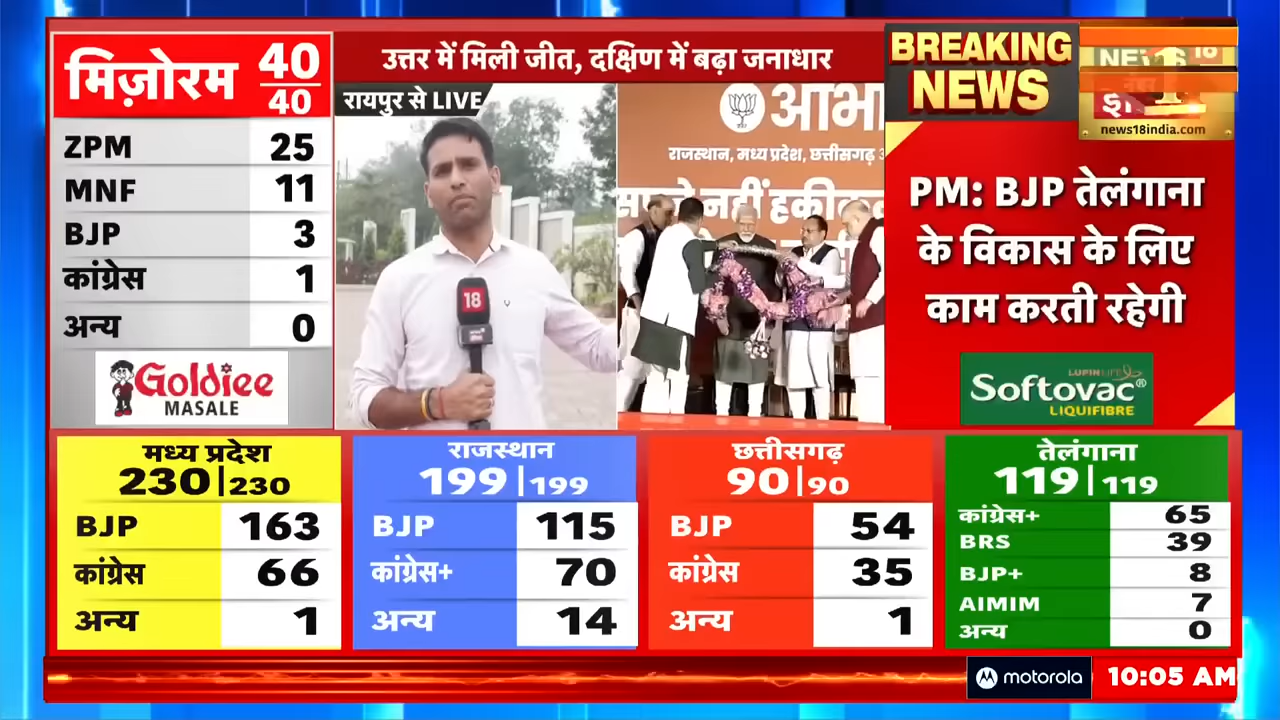 मिज़ोरम 40
40
ZPM 25
MNF 11
BJP 3
कांग्रेस 1
अन्य 0
Goldiee
MASALE
उत्तर में मिली जीत, दक्षिण में बढ़ा जनाधार
रायपुर से LIVE
18
आभा
राजस्थान, मध्य प्रदेश, छत्तीसगढ़
नहीं
BREAKING
NEWS
news18india.com
PM: BJP तेलंगाना
के विकास के लिए
काम करती रहेगी
LUPINLIFE
Softovac®
LIQUIFIBRE
मध्य प्रदेश
230|230
BJP 163
कांग्रेस 66
अन्य 1
राजस्थान
199|199
BJP 115
कांग्रेस+ 70
अन्य 14
छत्तीसगढ़
90|90
BJP 54
कांग्रेस 35
अन्य 1
तेलंगाना
119|119
कांग्रेस+ 65
BRS 39
BJP+ 8
AIMIM 7
अन्य 0
motorola
10:05 AM